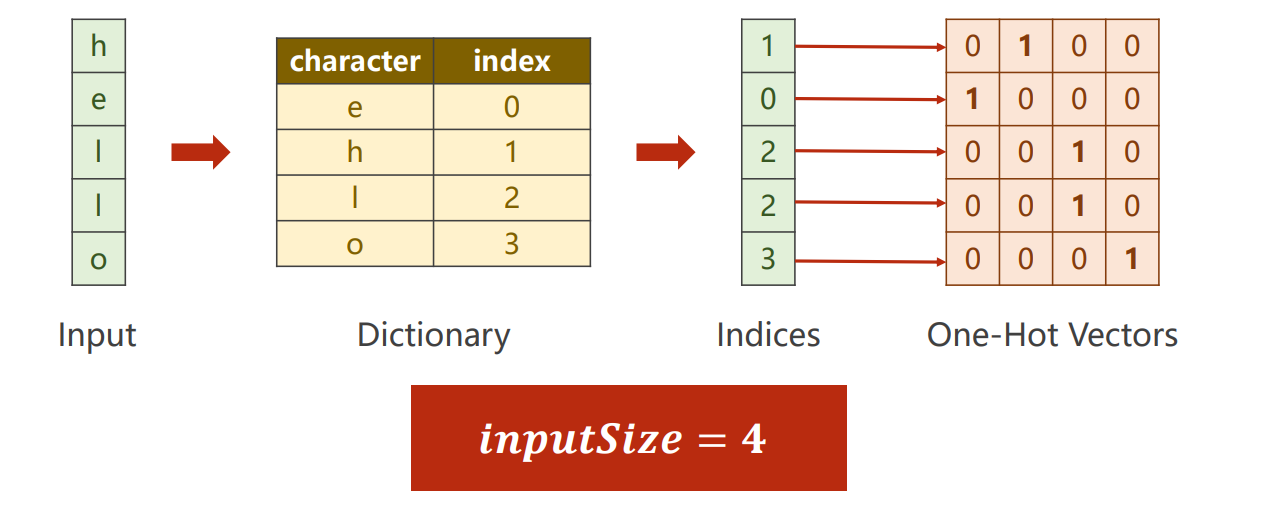 h
e
l
l
o
Input
character index
e 0
h 1
l 2
o 3
Dictionary
1
0
2
2
3
Indices
0 1 0 0
1 0 0 0
0 0 1 0
0 0 1 0
0 0 0 1
One-Hot Vectors
inputSize = 4